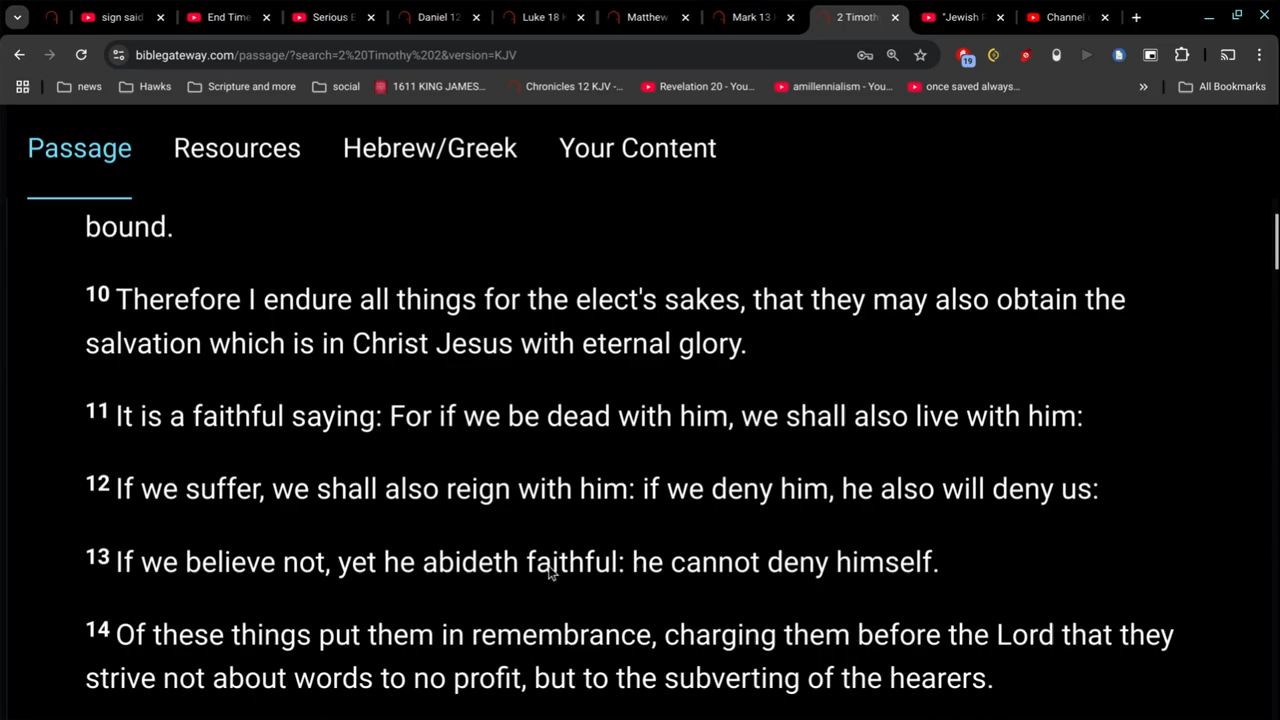 sign said
End Time
Serious E
Daniel 12
Luke 18
Matthew
Mark 13
2 Timoth
"Jewish
Channel
biblegateway.com/passage/?search=2%20Timothy%202&version=KJV
19
news
Hawks
Scripture and more
social
1611 KING JAMES...
Chronicles 12 KJV -...
Revelation 20 - You...
amillennialism - You...
once saved always...
»
All Bookmarks
Passage
Resources
Hebrew/Greek
Your Content
bound.
10 Therefore I endure all things for the elect's sakes, that they may also obtain the
salvation which is in Christ Jesus with eternal glory.
11 It is a faithful saying: For if we be dead with him, we shall also live with him:
12 If we suffer, we shall also reign with him: if we deny him, he also will deny us:
13 If we believe not, yet he abideth faithful: he cannot deny himself.
14 Of these things put them in remembrance, charging them before the Lord that they
strive not about words to no profit, but to the subverting of the hearers.